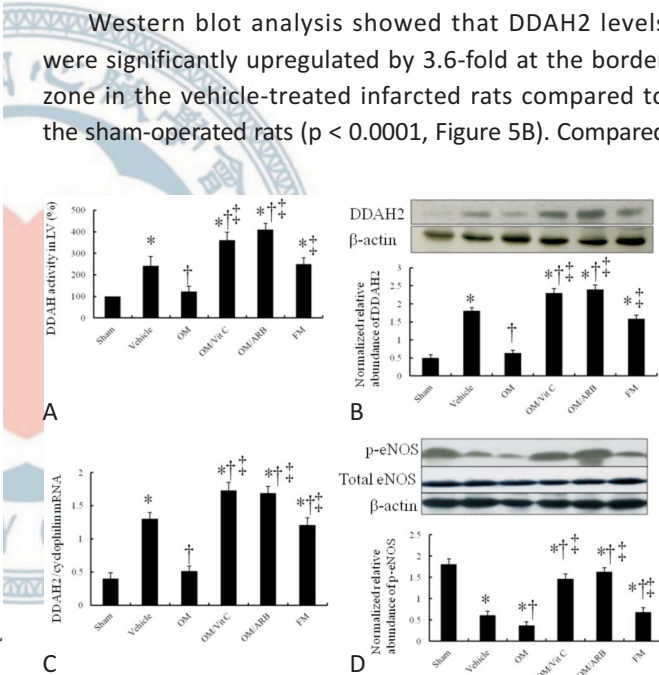 Western blot analysis showed that DDAH2 levels
were significantly upregulated by 3.6-fold at the border
zone in the vehicle-treated infarcted rats compared to
the sham-operated rats (p < 0.0001, Figure 5B). Compared
DDAH activity in LV (%)
500
400
300
200
100
0
*
†
*†‡
*†‡
*‡
Sham
Vehicle
OM
OM/Vit C
OM/ARB
FM
A
DDAH2
β-actin
Normalized relative
abundance of DDAH2
3
2.5
2
1.5
1
0.5
0
*
†
*†‡
*†‡
*‡
Sham
Vehicle
OM
OM/Vit C
OM/ARB
FM
B
DDAH2/cyclophilin mRNA
2
1.5
1
0.5
0
*
†
*†‡
*†‡
*†‡
Sham
Vehicle
OM
OM/Vit C
OM/ARB
FM
C
p-eNOS
Total eNOS
β-actin
Normalized relative
abundance of p-eNOS
2.5
2
1.5
1
0.5
0
*
*†
*†‡
*†‡
*†‡
Sham
Vehicle
OM
OM/Vit C
OM/ARB
FM
D